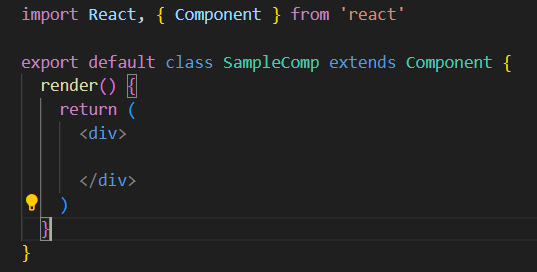 import React, { Component } from 'react'
export default class SampleComp extends Component {
render() {
return (
<div>
</div>
)
}
}